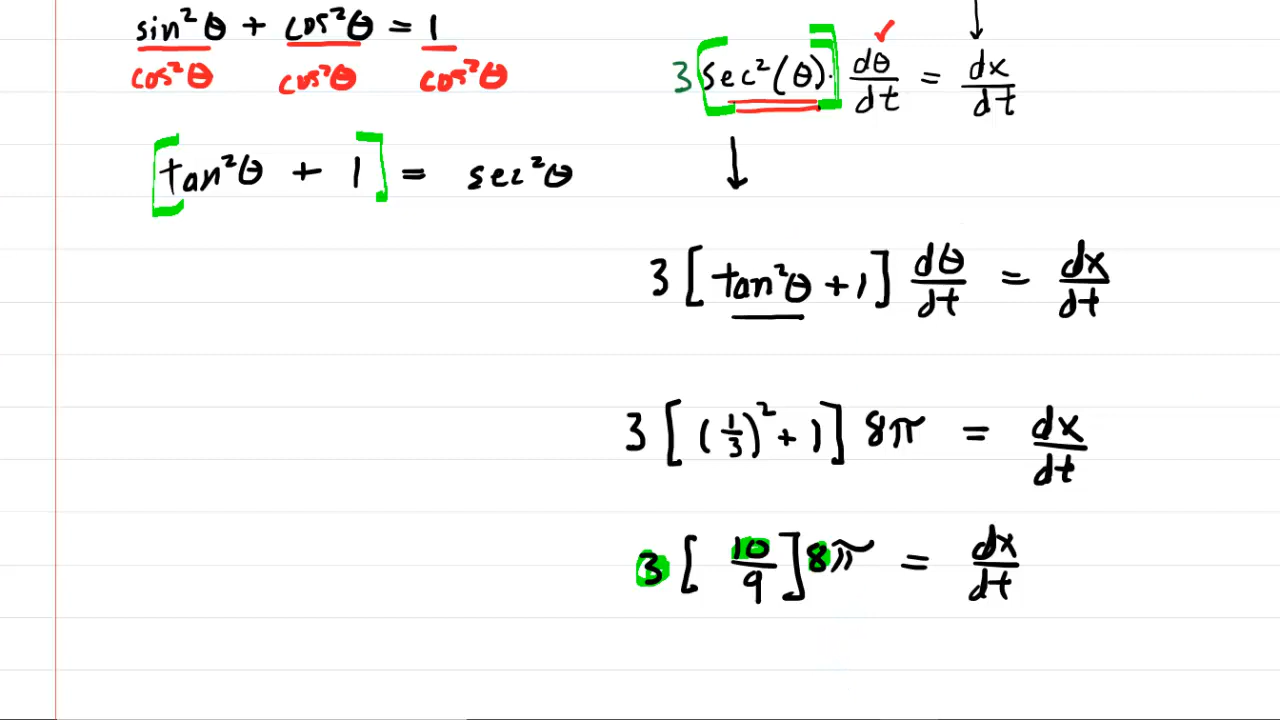 sin²θ + cos²θ = 1
cos²θ cos²θ cos²θ
[tan²θ + 1] = sec²θ
3 [sec²(θ)·] dθ/dt = dx/dt
3 [tan²θ + 1] dθ/dt = dx/dt
3 [(1/3)² + 1] 8π = dx/dt
3 [10/9] 8π = dx/dt